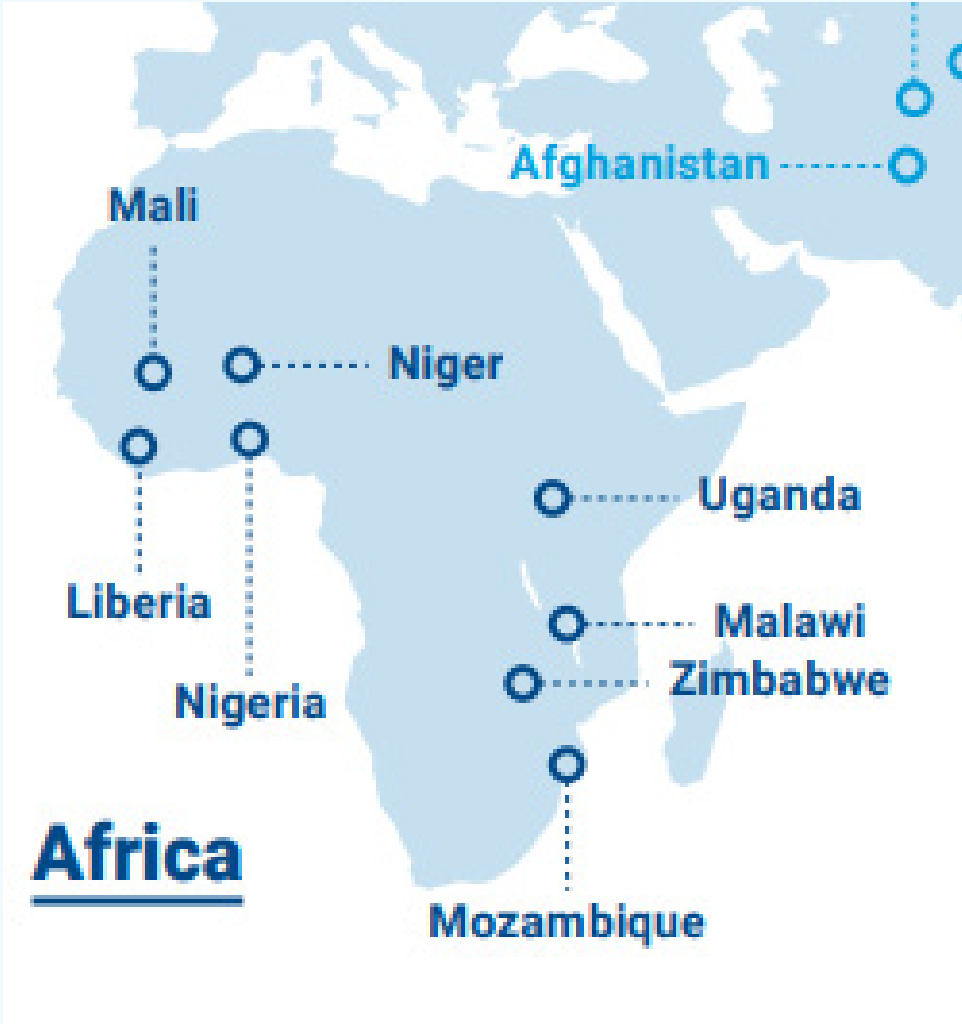 Afghanistan
Mali
Niger
Uganda
Liberia
Malawi
Zimbabwe
Nigeria
Africa
Mozambique